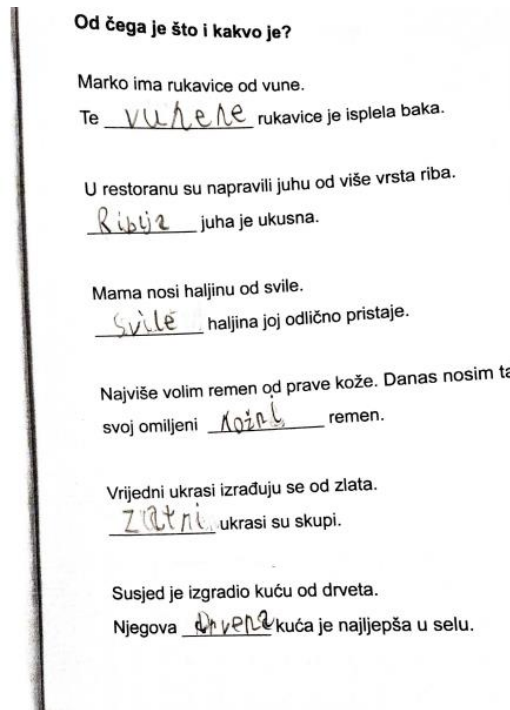 Od čega je što i kakvo je?
Marko ima rukavice od vune.
Te vunene rukavice je isplela baka.
U restoranu su napravili juhu od više vrsta riba.
Riblja juha je ukusna.
Mama nosi haljinu od svile.
Svile haljina joj odlično pristaje.
Najviše volim remen od prave kože. Danas nosim ta
svoj omiljeni kožni remen.
Vrijedni ukrasi izrađuju se od zlata.
Zlatni ukrasi su skupi.
Susjed je izgradio kuću od drveta.
Njegova drvena kuća je najljepša u selu.